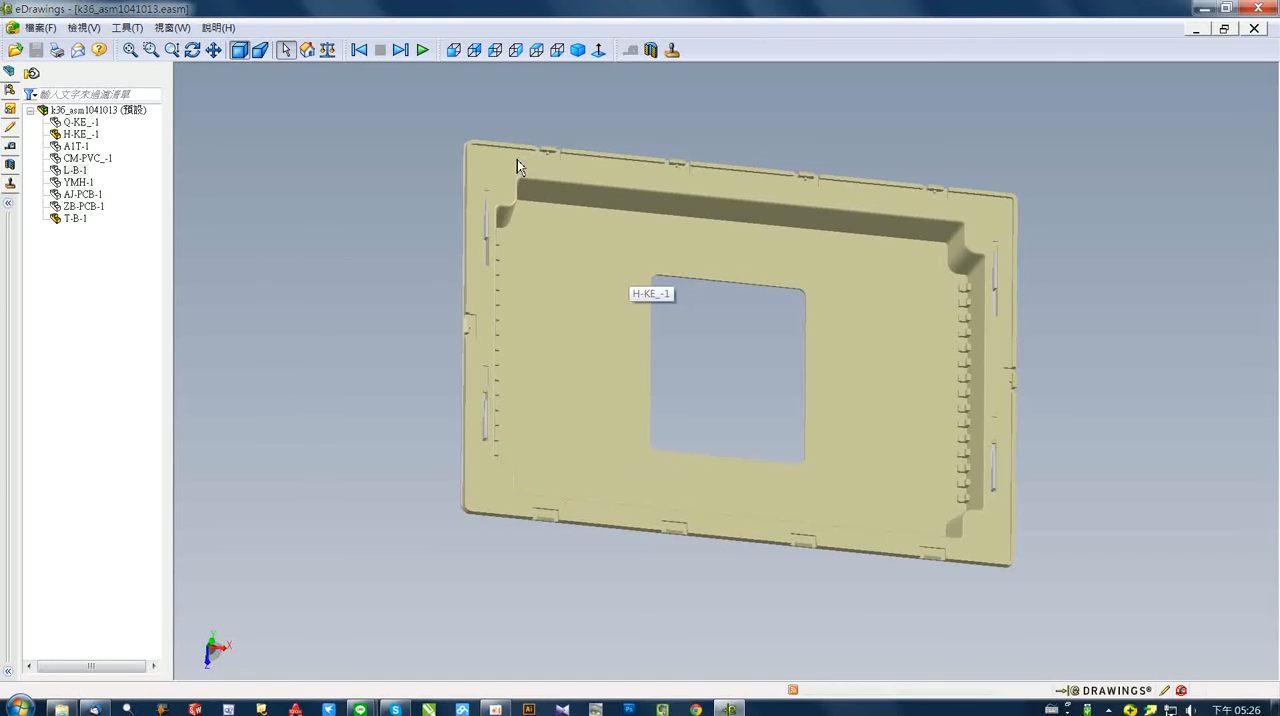 eDrawings - [k36_asm1041013.easm]
檔案(F) 檢視(V) 工具(T) 視窗(W) 說明(H)
輸入文字來過濾清單
k36_asm1041013 (預設)
Q-KE_-1
H-KE_-1
A1T-1
CM-PVC_-1
L-B-1
YMH-1
AJ-PCB-1
ZB-PCB-1
T-B-1
H-KE_-1
Y
X
Z
DRAWINGS®
下午 05:26